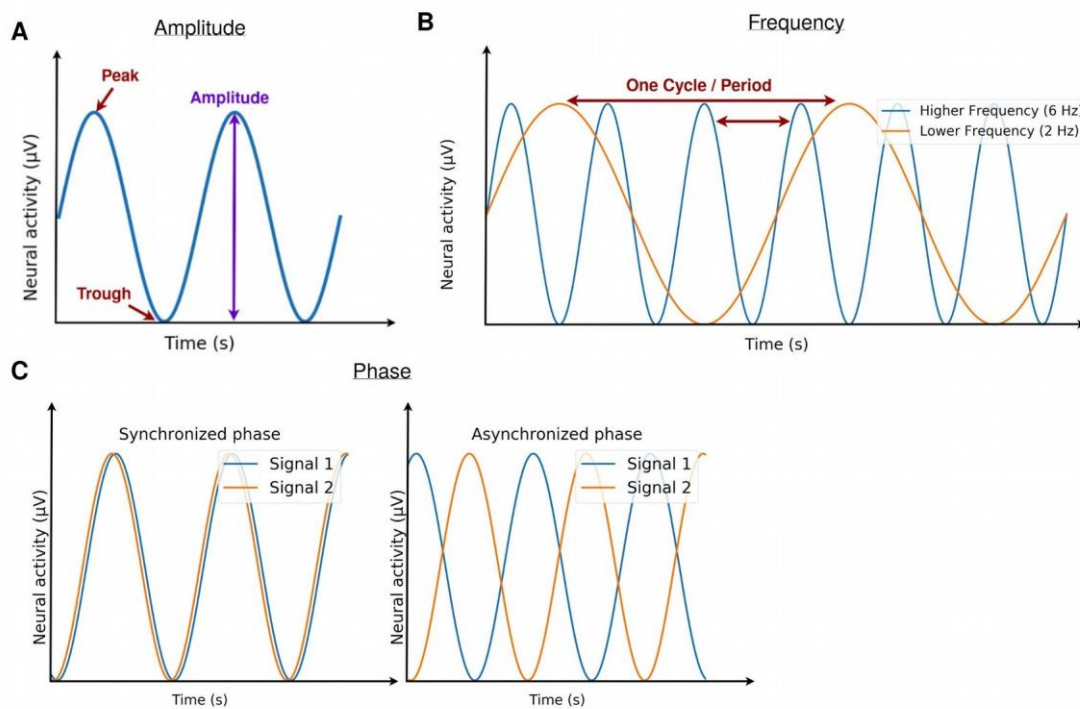 A
Amplitude
Peak
Amplitude
Trough
Neural activity (µV)
Time (s)
B
Frequency
One Cycle / Period
Higher Frequency (6 Hz)
Lower Frequency (2 Hz)
Neural activity (µV)
Time (s)
C
Phase
Synchronized phase
Signal 1
Signal 2
Neural activity (µV)
Time (s)
Asynchronized phase
Signal 1
Signal 2
Neural activity (µV)
Time (s)